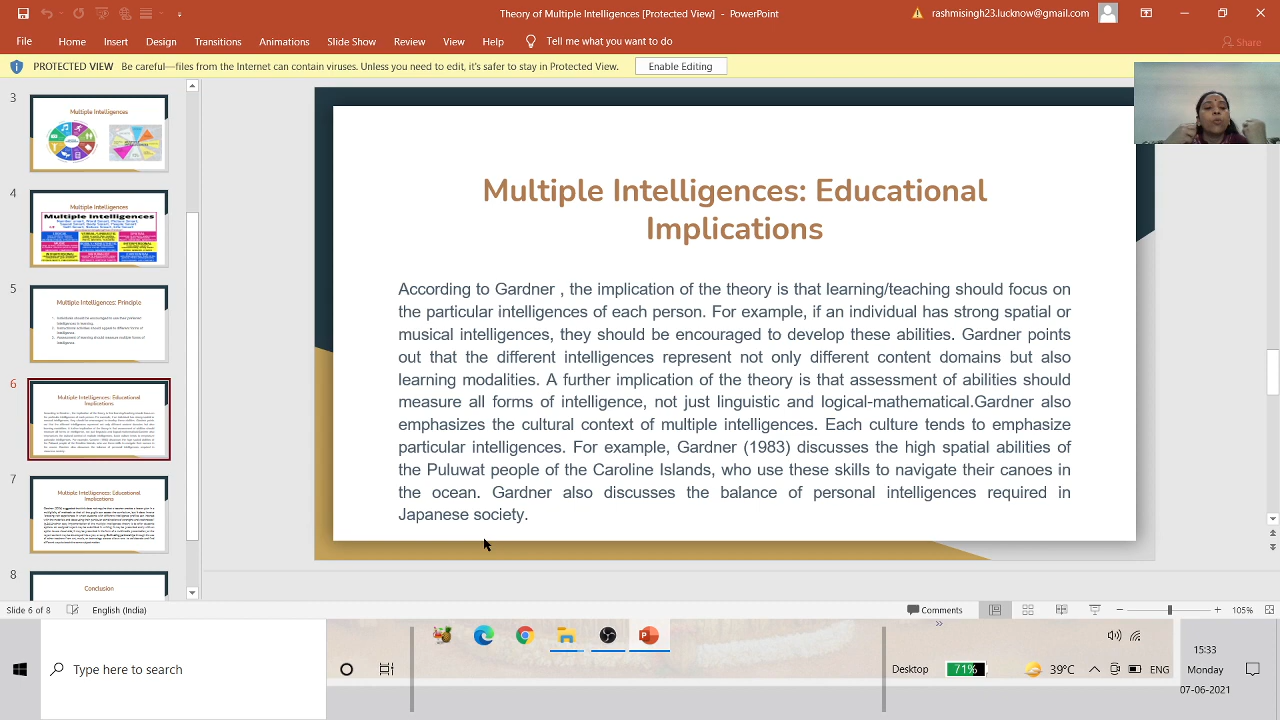 Theory of Multiple Intelligences [Protected View] - PowerPoint
rashmisingh23.lucknow@gmail.com
File Home Insert Design Transitions Animations Slide Show Review View Help Tell me what you want to do Share
PROTECTED VIEW Be careful—files from the Internet can contain viruses. Unless you need to edit, it's safer to stay in Protected View. Enable Editing
3
Multiple Intelligences
4
Multiple Intelligences
Multiple Intelligences
5
Multiple Intelligences: Principle
6
Multiple Intelligences: Educational
Implications
7
Multiple Intelligences: Educational
Implications
8
Conclusion
Multiple Intelligences: Educational
Implications
According to Gardner , the implication of the theory is that learning/teaching should focus on
the particular intelligences of each person. For example, if an individual has strong spatial or
musical intelligences, they should be encouraged to develop these abilities. Gardner points
out that the different intelligences represent not only different content domains but also
learning modalities. A further implication of the theory is that assessment of abilities should
measure all forms of intelligence, not just linguistic and logical-mathematical.Gardner also
emphasizes the cultural context of multiple intelligences. Each culture tends to emphasize
particular intelligences. For example, Gardner (1983) discusses the high spatial abilities of
the Puluwat people of the Caroline Islands, who use these skills to navigate their canoes in
the ocean. Gardner also discusses the balance of personal intelligences required in
Japanese society.
Slide 6 of 8 English (India) Comments 105%
Type here to search
Desktop 71% 39°C ENG
15:33
Monday
07-06-2021